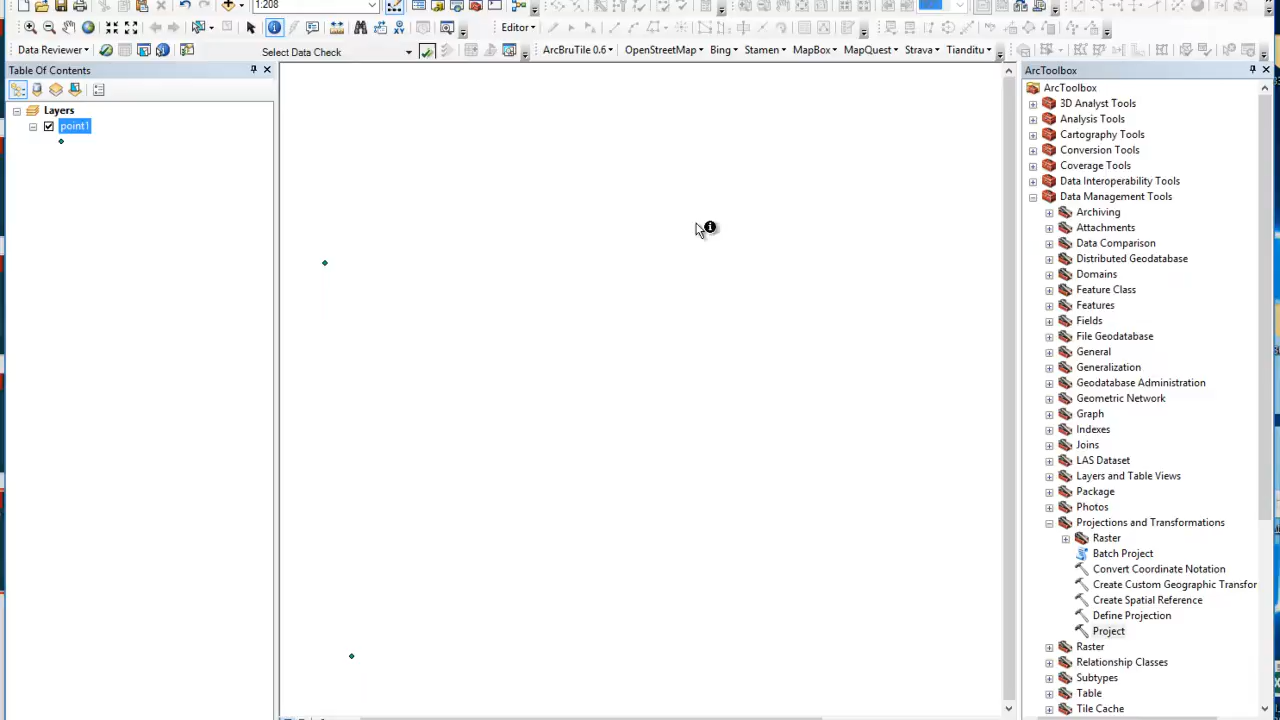 1:208
Editor
Data Reviewer
Select Data Check
ArcBruTile 0.6
OpenStreetMap
Bing
Stamen
MapBox
MapQuest
Strava
Tianditu
Table Of Contents
Layers
point1
ArcToolbox
ArcToolbox
3D Analyst Tools
Analysis Tools
Cartography Tools
Conversion Tools
Coverage Tools
Data Interoperability Tools
Data Management Tools
Archiving
Attachments
Data Comparison
Distributed Geodatabase
Domains
Feature Class
Features
Fields
File Geodatabase
General
Generalization
Geodatabase Administration
Geometric Network
Graph
Indexes
Joins
LAS Dataset
Layers and Table Views
Package
Photos
Projections and Transformations
Raster
Batch Project
Convert Coordinate Notation
Create Custom Geographic Transfor
Create Spatial Reference
Define Projection
Project
Raster
Relationship Classes
Subtypes
Table
Tile Cache